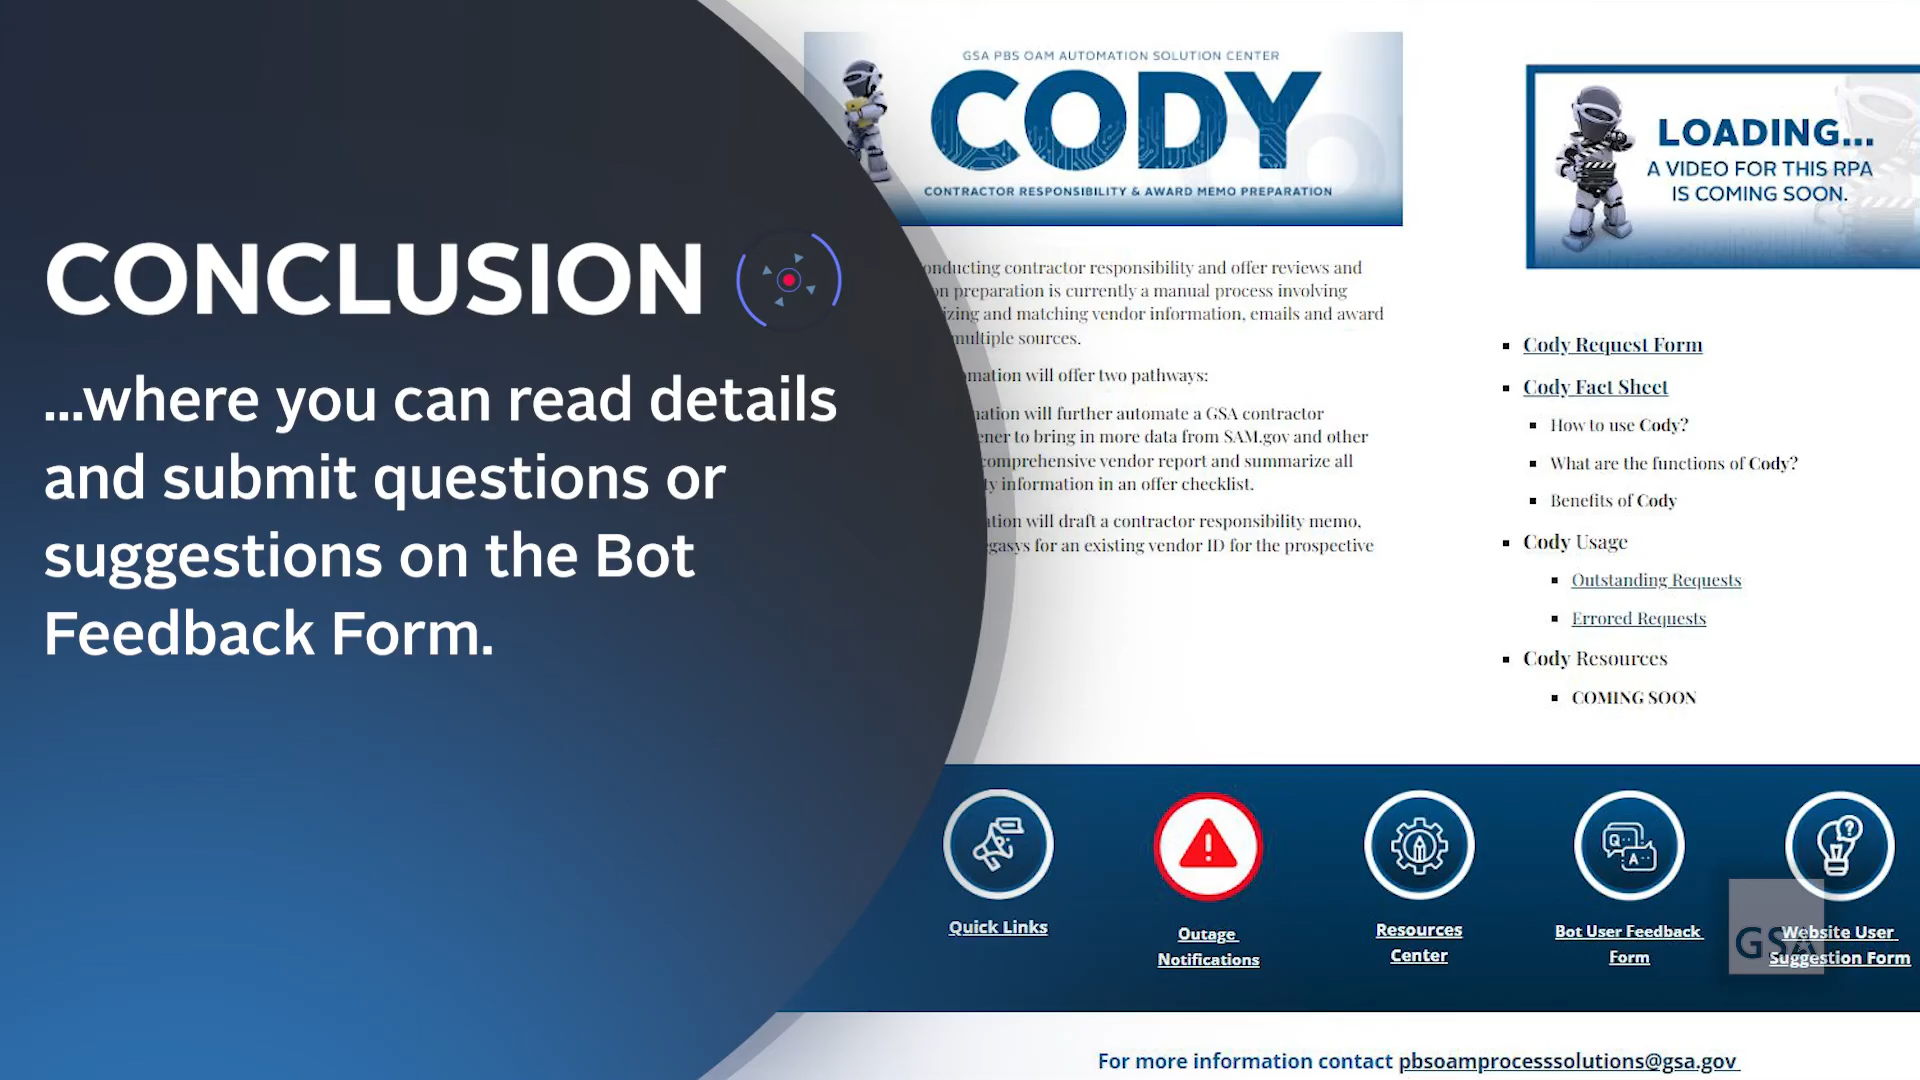 CONCLUSION
...where you can read details
and submit questions or
suggestions on the Bot
Feedback Form.
GSA PBS OAM AUTOMATION SOLUTION CENTER
CODY
CONTRACTOR RESPONSIBILITY & AWARD MEMO PREPARATION
contractor responsibility and offer reviews and
preparation is currently a manual process involving
and matching vendor information, emails and award
multiple sources.
will offer two pathways:
will further automate a GSA contractor
to bring in more data from SAM.gov and other
comprehensive vendor report and summarize all
information in an offer checklist.
will draft a contractor responsibility memo,
for an existing vendor ID for the prospective
LOADING...
A VIDEO FOR THIS RPA
IS COMING SOON.
Cody Request Form
Cody Fact Sheet
How to use Cody?
What are the functions of Cody?
Benefits of Cody
Cody Usage
Outstanding Requests
Errored Requests
Cody Resources
COMING SOON
Q
A
?
Quick Links
Outage
Notifications
Resources
Center
Bot User Feedback
Form
Website User
Suggestion Form
GSA
For more information contact pbsoamprocesssolutions@gsa.gov